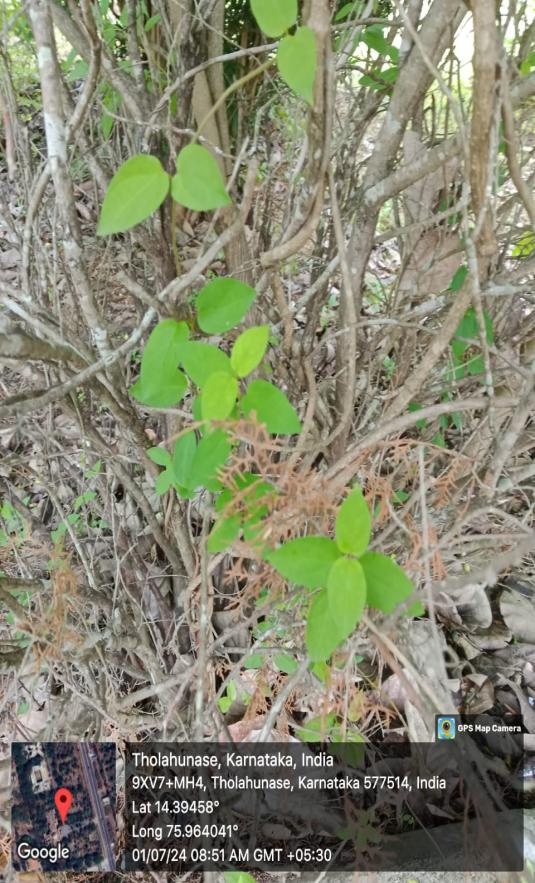 GPS Map Camera
Tholahunase, Karnataka, India
9XV7+MH4, Tholahunase, Karnataka 577514, India
Lat 14.39458°
Long 75.964041°
01/07/24 08:51 AM GMT +05:30
Google